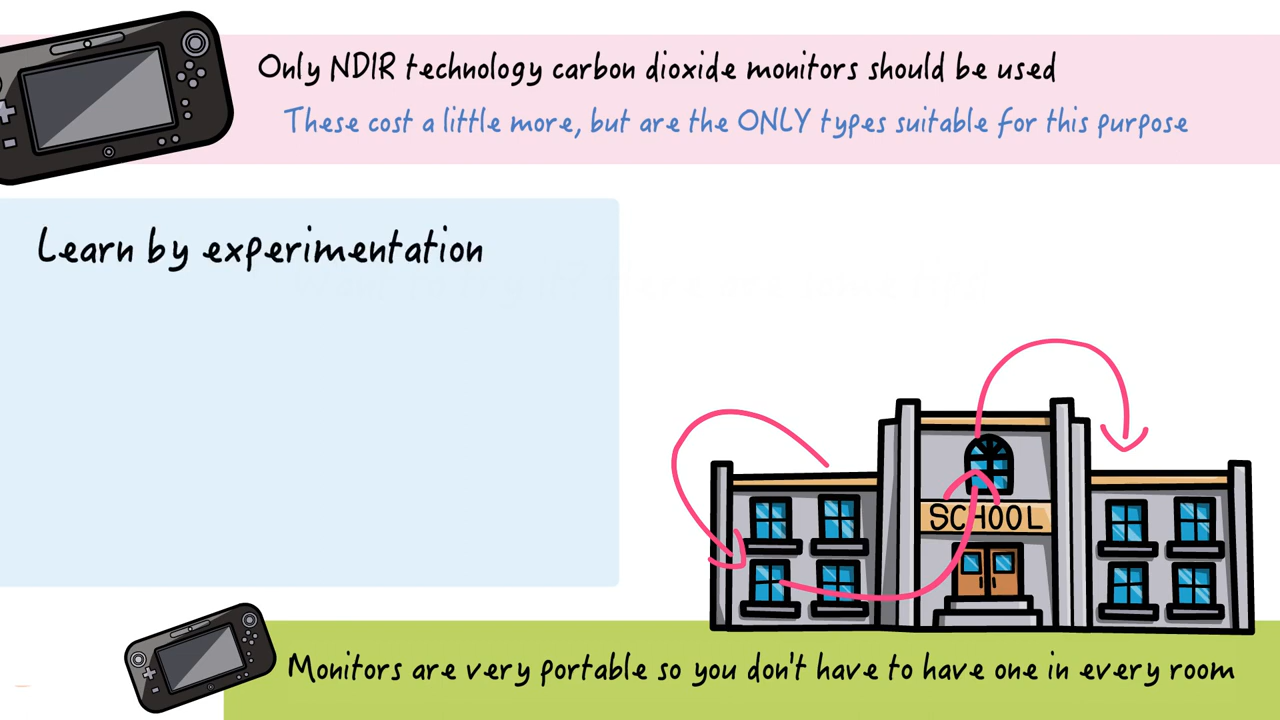 Only NDIR technology carbon dioxide monitors should be used
These cost a little more, but are the ONLY types suitable for this purpose
Learn by experimentation
SCHOOL
Monitors are very portable so you don't have to have one in every room